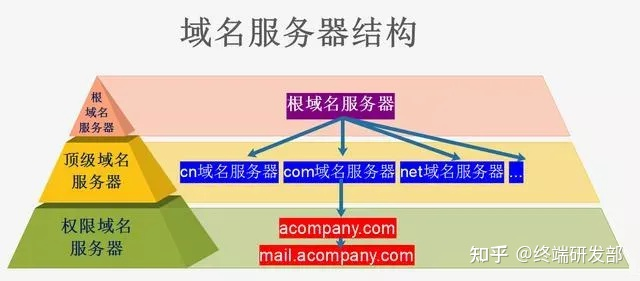 域名服务器结构
根
域名
服务器
根域名服务器
顶级域名
服务器
cn域名服务器 com域名服务器 net域名服务器 ...
权限域名
服务器
acompany.com
mail.acompany.com
知乎 @终端研发部